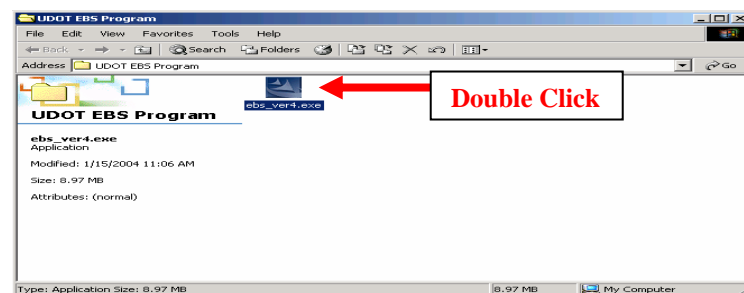 UDOT EBS Program
File Edit View Favorites Tools Help
Back Search Folders
Address UDOT EBS Program Go
ebs_ver4.exe
Double Click
UDOT EBS Program
ebs_ver4.exe
Application
Modified: 1/15/2004 11:06 AM
Size: 8.97 MB
Attributes: (normal)
Type: Application Size: 8.97 MB 8.97 MB My Computer